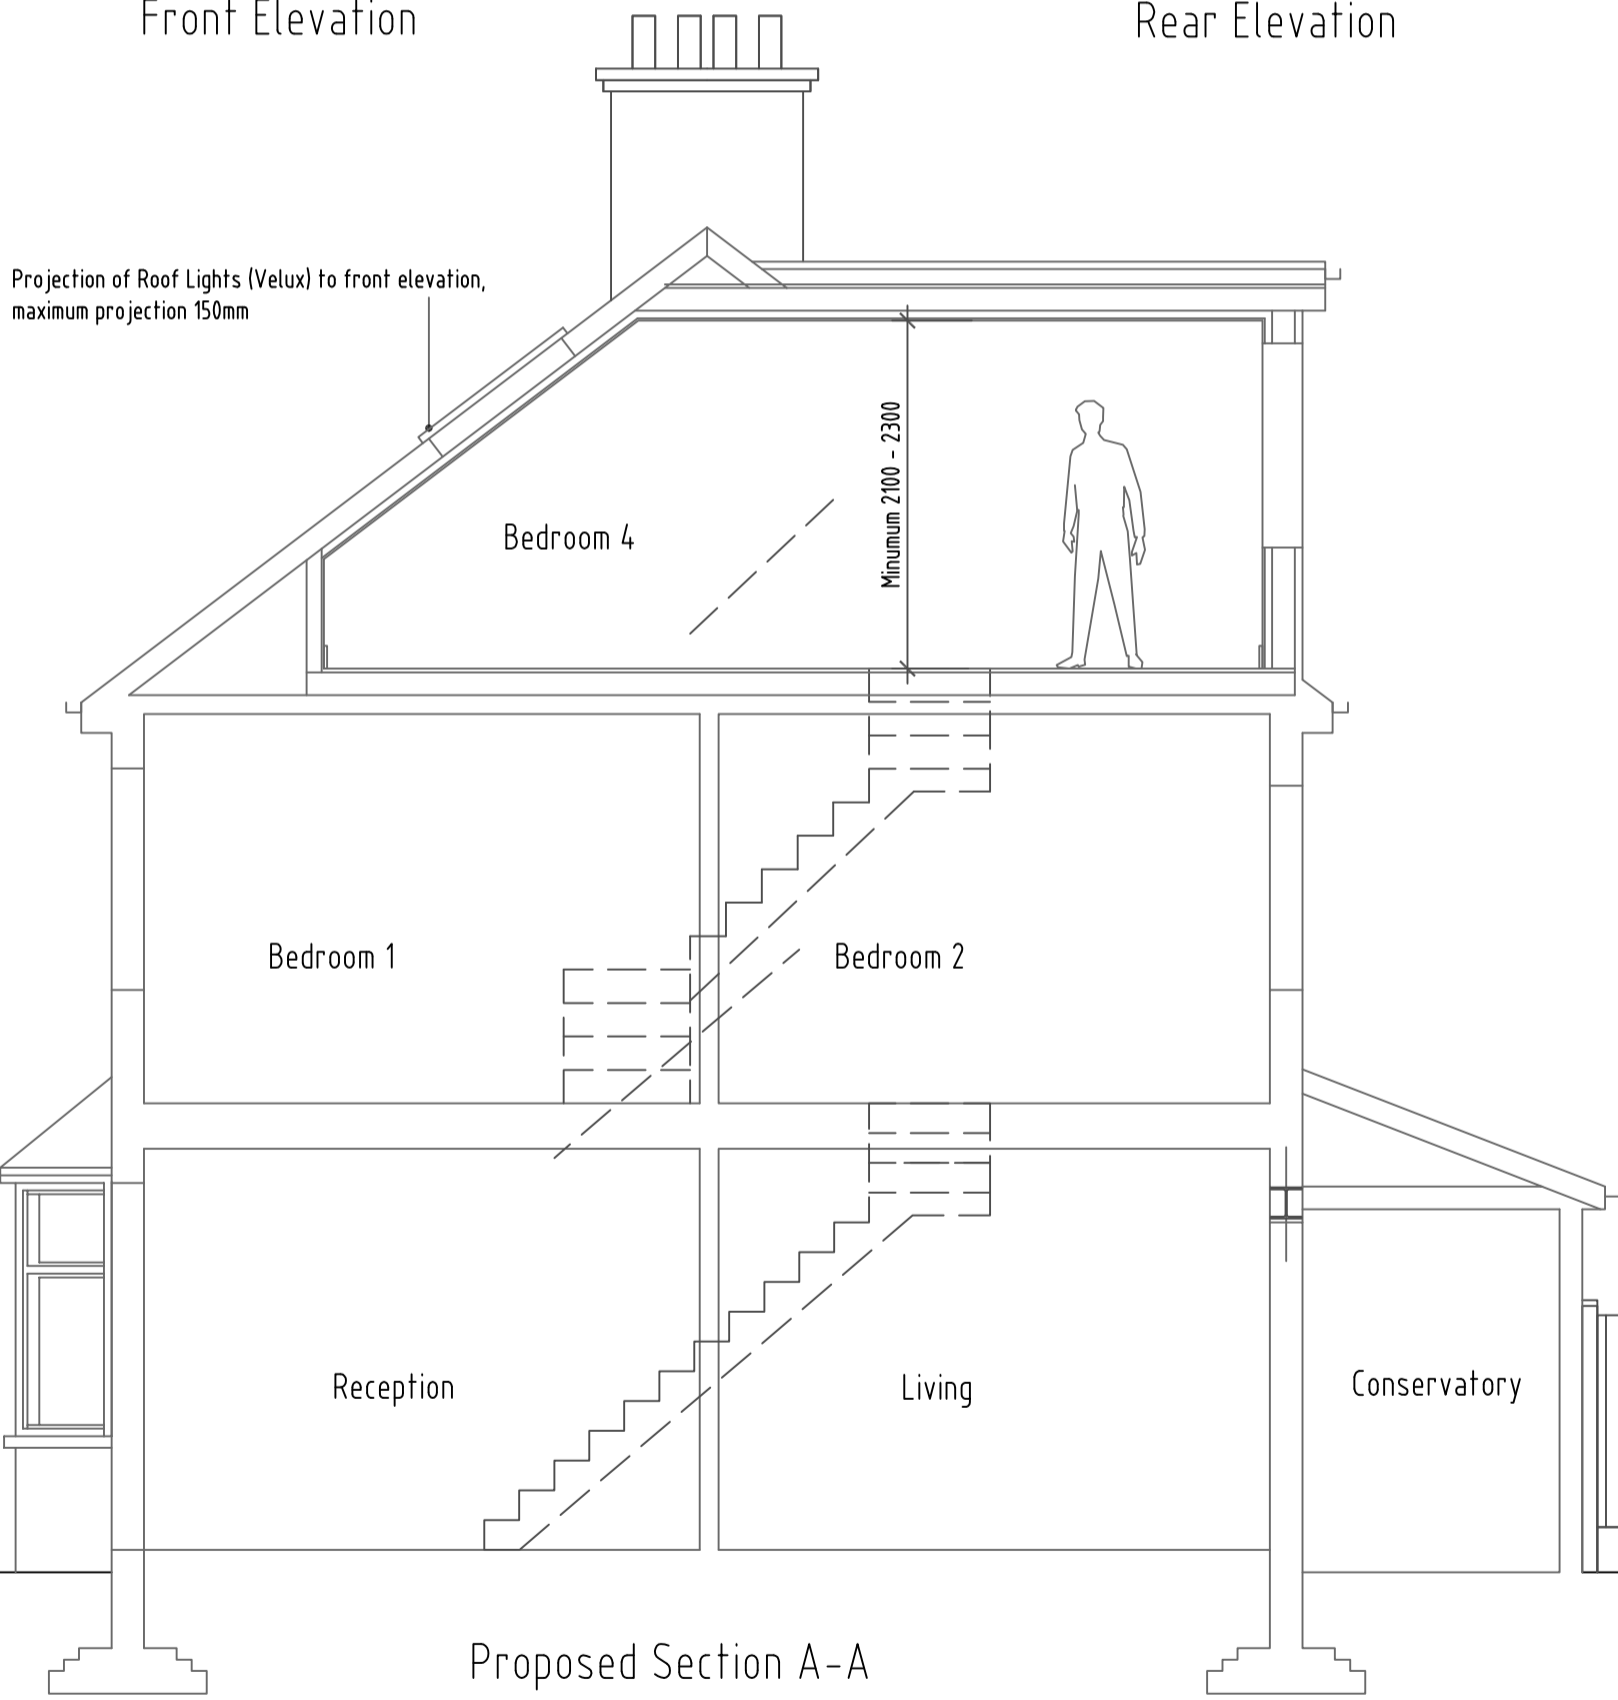 Front Elevation
Rear Elevation
Projection of Roof Lights (Velux) to front elevation,
maximum projection 150mm
Minumum 2100 - 2300
Bedroom 4
Bedroom 1
Bedroom 2
Reception
Living
Conservatory
Proposed Section A-A